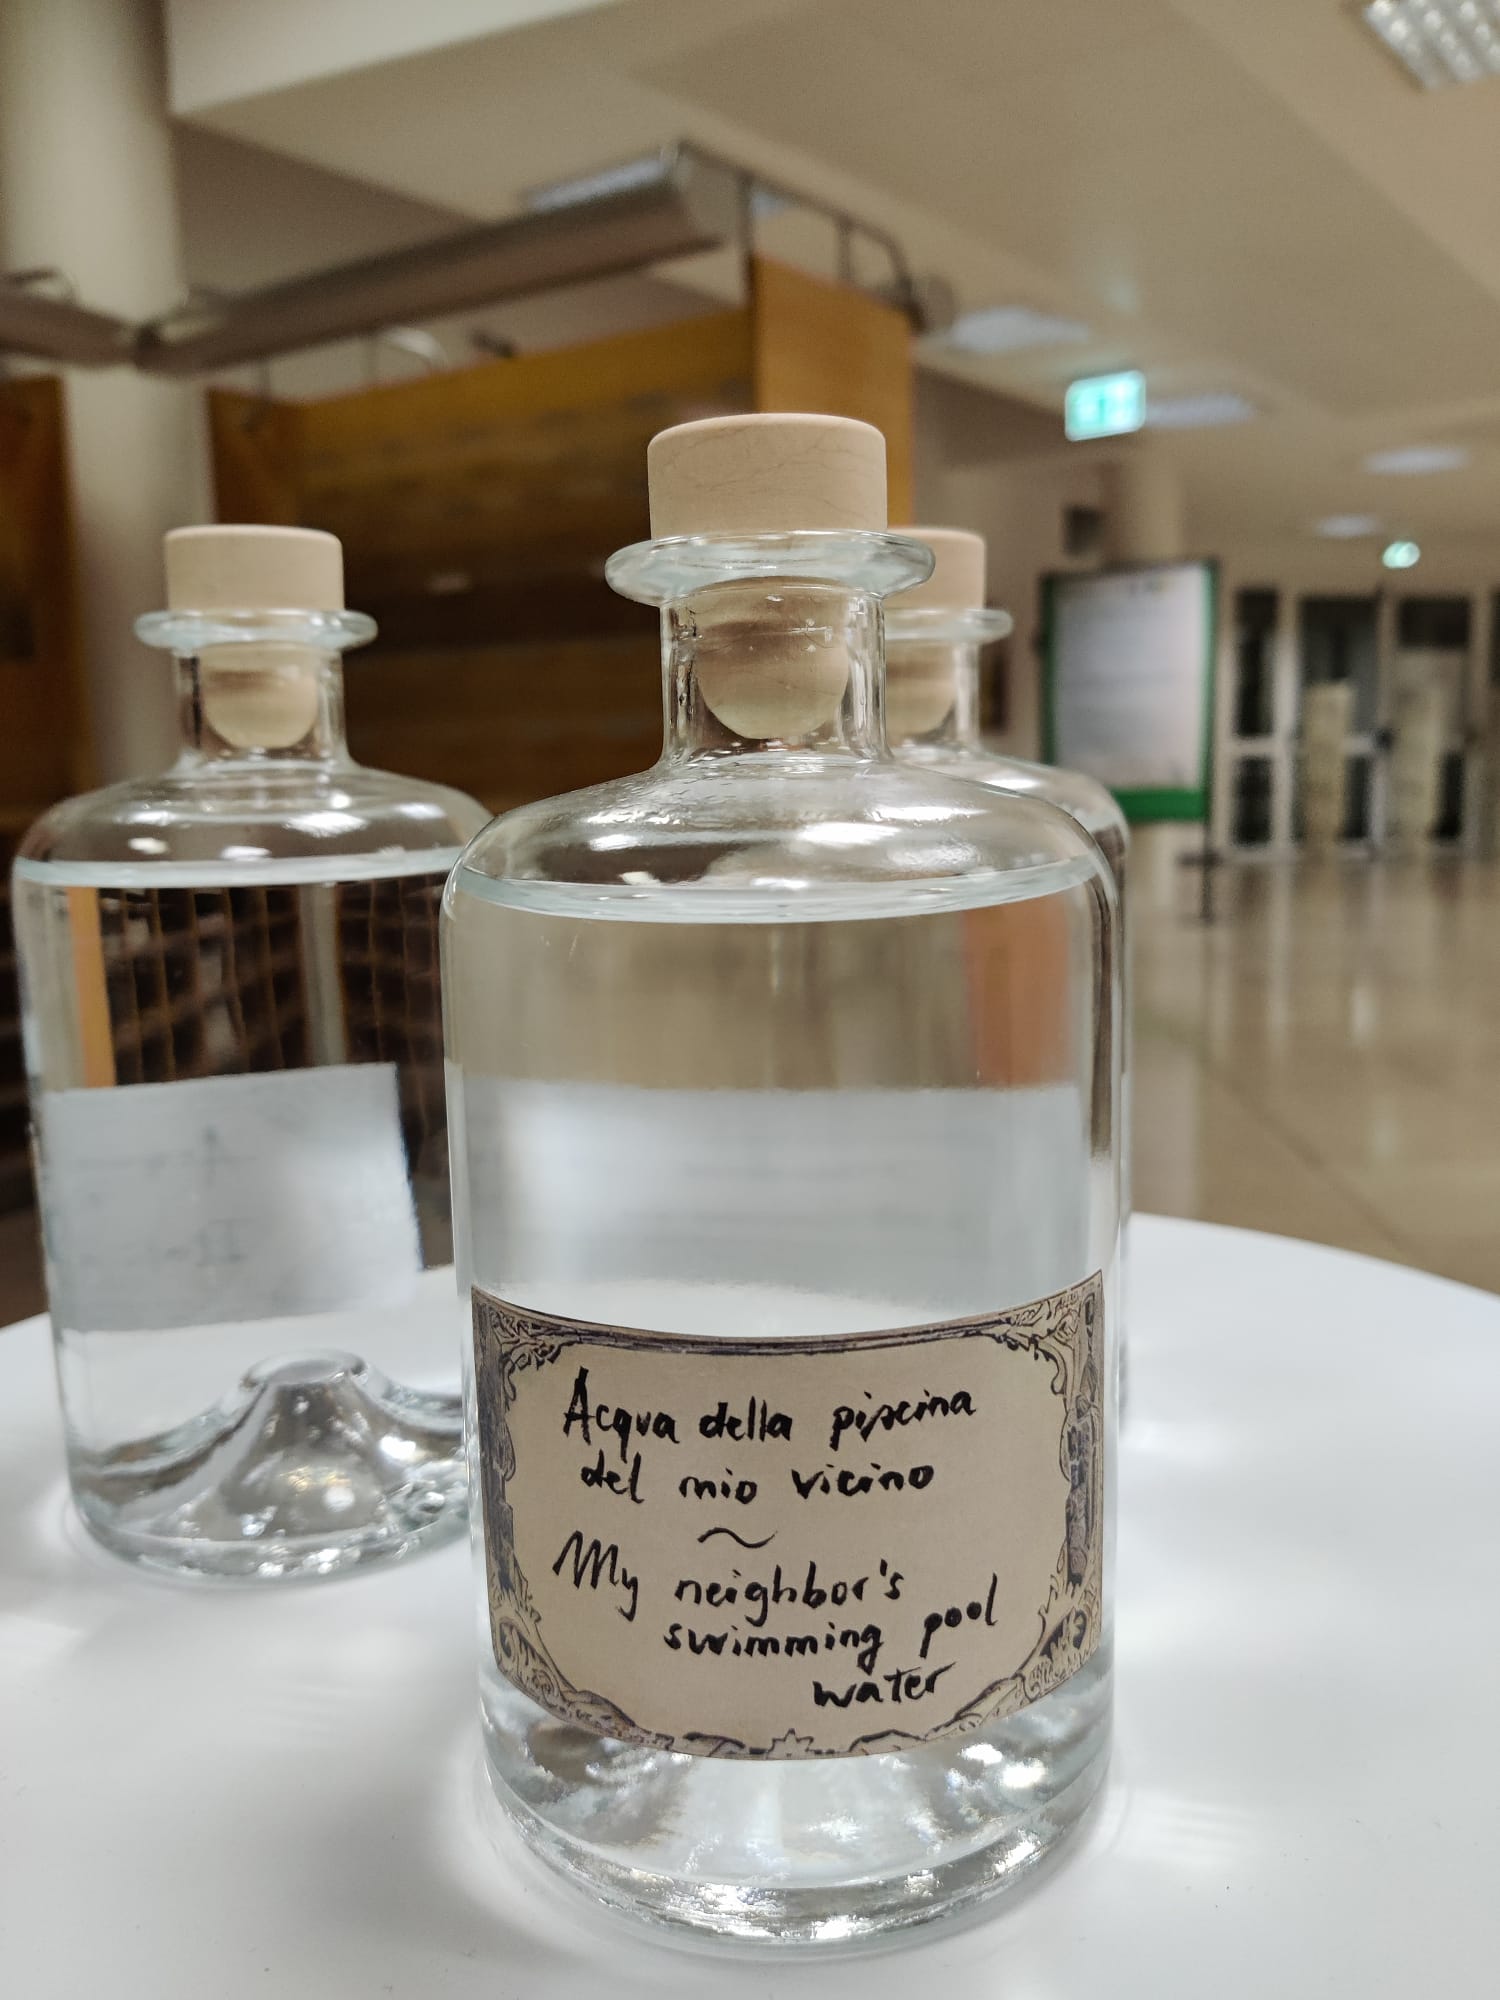 Acqua della piscina
del mio vicino
~
My neighbor's
swimming pool
water